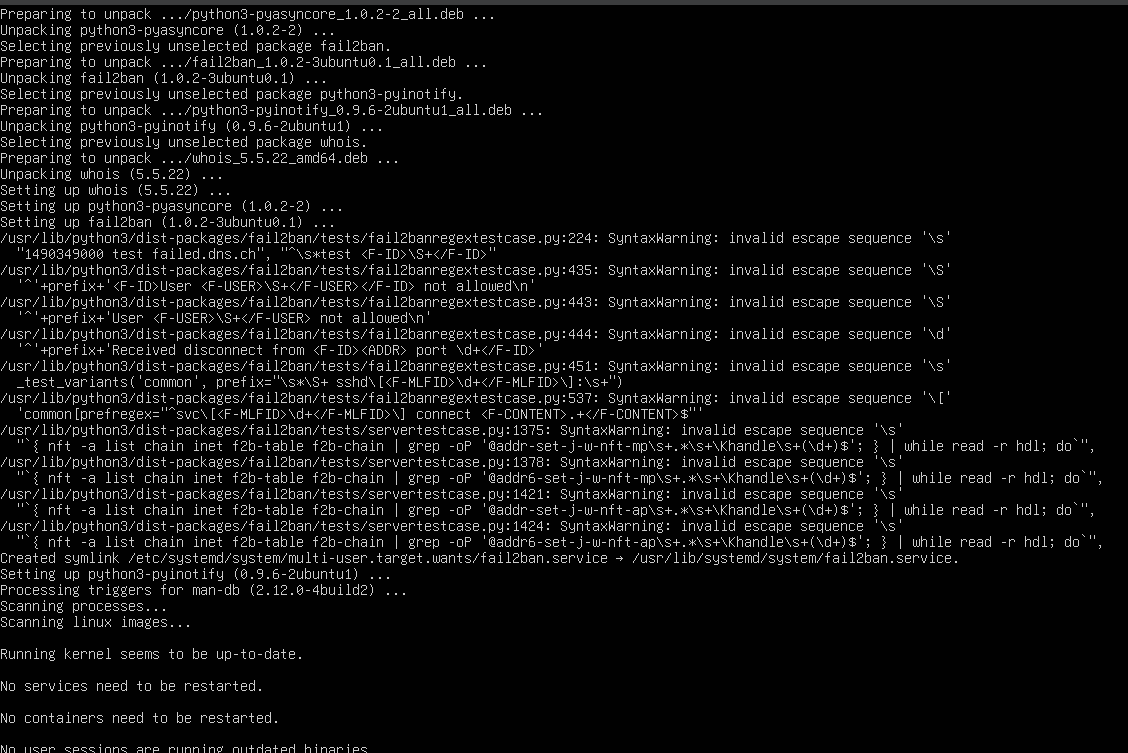 Preparing to unpack .../python3-pyasyncore_1.0.2-2_all.deb ...
Unpacking python3-pyasyncore (1.0.2-2) ...
Selecting previously unselected package fail2ban.
Preparing to unpack .../fail2ban_1.0.2-3ubuntu0.1_all.deb ...
Unpacking fail2ban (1.0.2-3ubuntu0.1) ...
Selecting previously unselected package python3-pyinotify.
Preparing to unpack .../python3-pyinotify_0.9.6-2ubuntu1_all.deb ...
Unpacking python3-pyinotify (0.9.6-2ubuntu1) ...
Selecting previously unselected package whois.
Preparing to unpack .../whois_5.5.22_amd64.deb ...
Unpacking whois (5.5.22) ...
Setting up whois (5.5.22) ...
Setting up python3-pyasyncore (1.0.2-2) ...
Setting up fail2ban (1.0.2-3ubuntu0.1) ...
/usr/lib/python3/dist-packages/fail2ban/tests/fail2banregextestcase.py:224: SyntaxWarning: invalid escape sequence '\s'
  "1490349000 test failed.dns.ch", "^\s*test <F-ID>\S+</F-ID>"
/usr/lib/python3/dist-packages/fail2ban/tests/fail2banregextestcase.py:435: SyntaxWarning: invalid escape sequence '\S'
  '^'+prefix+'<F-ID>User <F-USER>\S+</F-USER></F-ID> not allowed\n'
/usr/lib/python3/dist-packages/fail2ban/tests/fail2banregextestcase.py:443: SyntaxWarning: invalid escape sequence '\S'
  '^'+prefix+'User <F-USER>\S+</F-USER> not allowed\n'
/usr/lib/python3/dist-packages/fail2ban/tests/fail2banregextestcase.py:444: SyntaxWarning: invalid escape sequence '\d'
  '^'+prefix+'Received disconnect from <F-ID><ADDR> port \d+</F-ID>'
/usr/lib/python3/dist-packages/fail2ban/tests/fail2banregextestcase.py:451: SyntaxWarning: invalid escape sequence '\s'
  _test_variants('common', prefix="\s*\S+ sshd\[<F-MLFID>\d+</F-MLFID>\]:\s+")
/usr/lib/python3/dist-packages/fail2ban/tests/fail2banregextestcase.py:537: SyntaxWarning: invalid escape sequence '\['
  'common[prefregex="^svc\[<F-MLFID>\d+</F-MLFID>\] connect <F-CONTENT>.+</F-CONTENT>$"'
/usr/lib/python3/dist-packages/fail2ban/tests/servertestcase.py:1375: SyntaxWarning: invalid escape sequence '\s'
  "`{ nft -a list chain inet f2b-table f2b-chain | grep -oP '@addr-set-j-w-nft-mp\s+.*\s+\Khandle\s+(\d+)$'; } | while read -r hdl; do`",
/usr/lib/python3/dist-packages/fail2ban/tests/servertestcase.py:1378: SyntaxWarning: invalid escape sequence '\s'
  "`{ nft -a list chain inet f2b-table f2b-chain | grep -oP '@addr6-set-j-w-nft-mp\s+.*\s+\Khandle\s+(\d+)$'; } | while read -r hdl; do`",
/usr/lib/python3/dist-packages/fail2ban/tests/servertestcase.py:1421: SyntaxWarning: invalid escape sequence '\s'
  "`{ nft -a list chain inet f2b-table f2b-chain | grep -oP '@addr-set-j-w-nft-ap\s+.*\s+\Khandle\s+(\d+)$'; } | while read -r hdl; do`",
/usr/lib/python3/dist-packages/fail2ban/tests/servertestcase.py:1424: SyntaxWarning: invalid escape sequence '\s'
  "`{ nft -a list chain inet f2b-table f2b-chain | grep -oP '@addr6-set-j-w-nft-ap\s+.*\s+\Khandle\s+(\d+)$'; } | while read -r hdl; do`",
Created symlink /etc/systemd/system/multi-user.target.wants/fail2ban.service → /usr/lib/systemd/system/fail2ban.service.
Setting up python3-pyinotify (0.9.6-2ubuntu1) ...
Processing triggers for man-db (2.12.0-4build2) ...
Scanning processes...
Scanning linux images...
Running kernel seems to be up-to-date.
No services need to be restarted.
No containers need to be restarted.
No user sessions are running outdated binaries